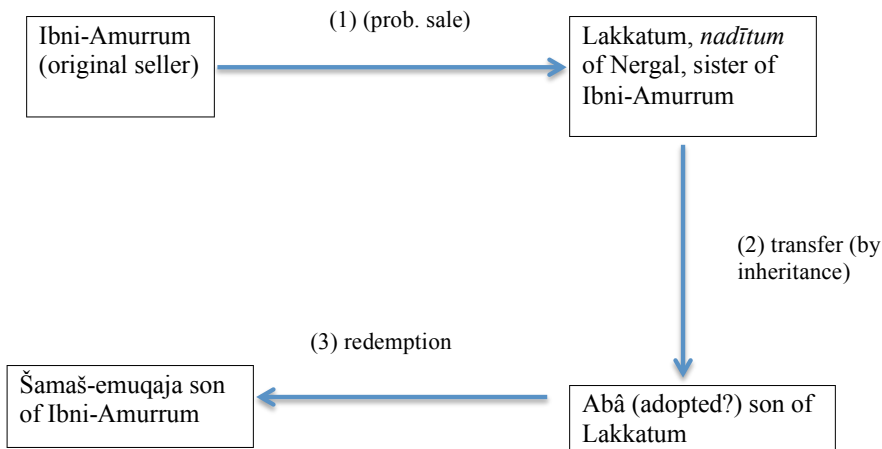 (1) (prob. sale)
Ibni-Amurrum
(original seller)
Lakkatum, nadītum
of Nergal, sister of
Ibni-Amurrum
(2) transfer (by
inheritance)
(3) redemption
Šamaš-emuqaja son
of Ibni-Amurrum
Abâ (adopted?) son of
Lakkatum